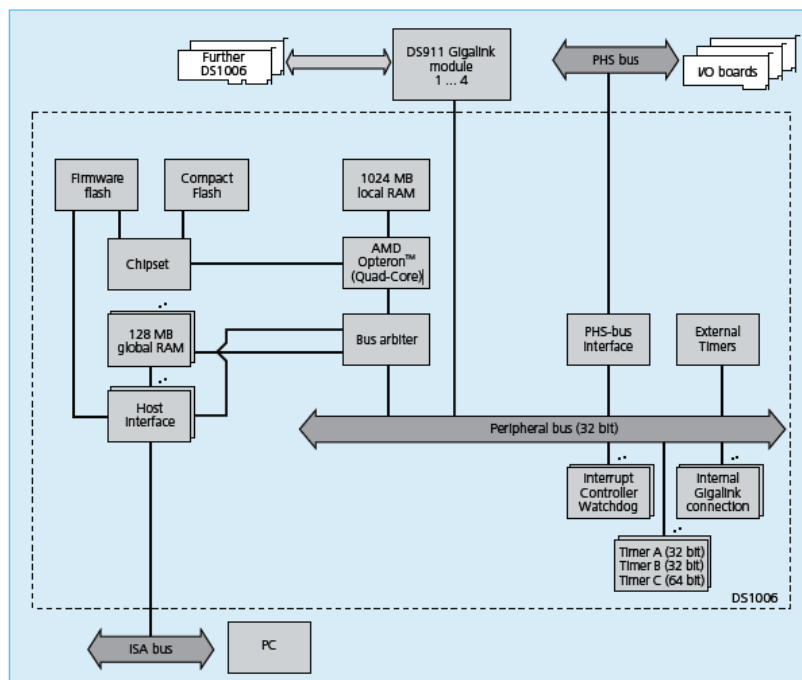 Further
DS1006
DS911 Gigalink
module
1 ... 4
PHS bus
I/O boards
Firmware
flash
Compact
Flash
1024 MB
local RAM
Chipset
AMD
Opteron™
(Quad-Core)
128 MB
global RAM
Bus arbiter
PHS-bus
Interface
External
Timers
Host
Interface
Peripheral bus (32 bit)
Interrupt
Controller
Watchdog
Internal
Gigalink
connection
Timer A (32 bit)
Timer B (32 bit)
Timer C (64 bit)
DS1006
ISA bus
PC